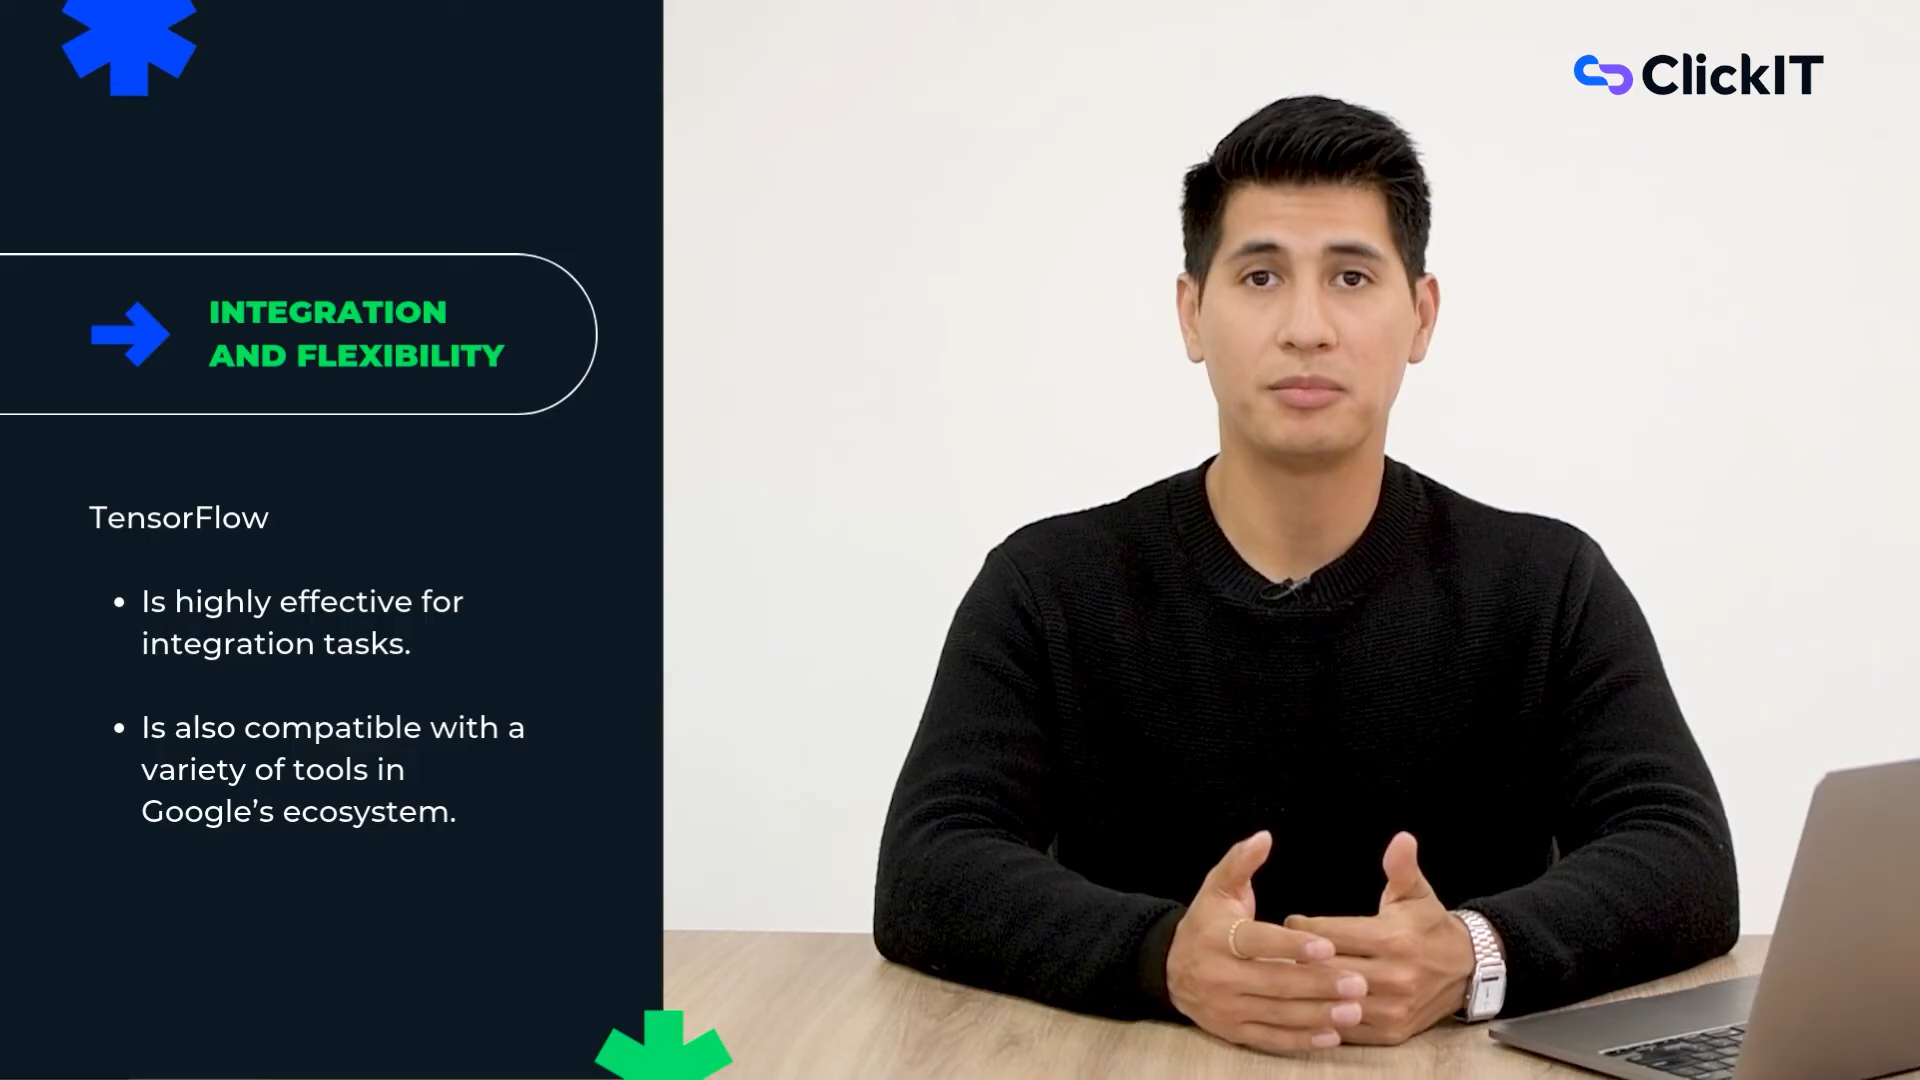 ClickIT
INTEGRATION
AND FLEXIBILITY
TensorFlow
• Is highly effective for
integration tasks.
• Is also compatible with a
variety of tools in
Google’s ecosystem.